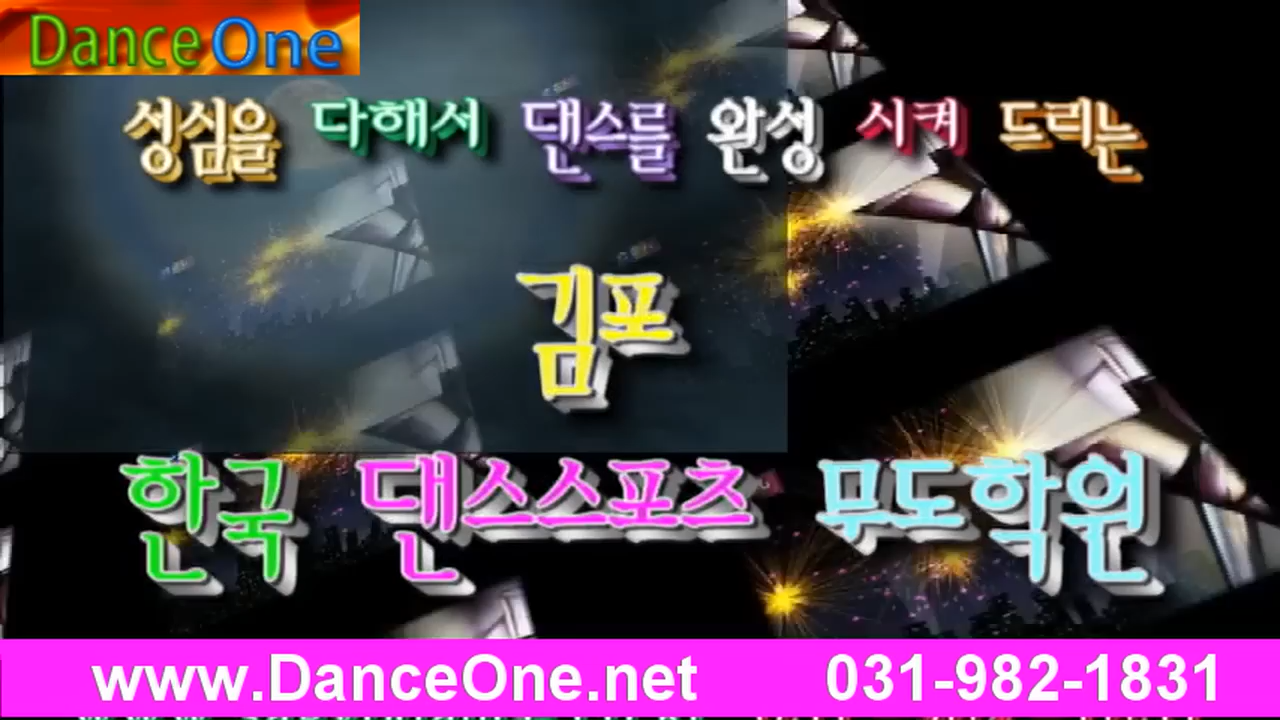 Dance One
성심을 다해서 댄스를 완성 시켜 드리는
김포
한국 댄스스포츠 무도학원
www.DanceOne.net 031-982-1831